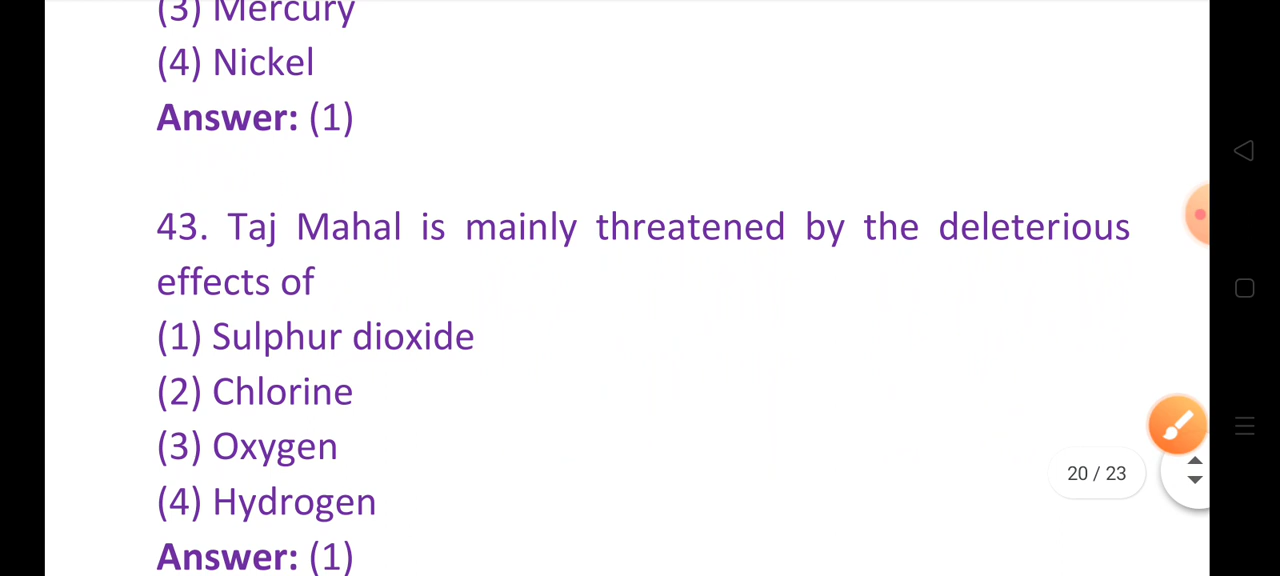 (3) Mercury
(4) Nickel
Answer: (1)
43. Taj Mahal is mainly threatened by the deleterious
effects of
(1) Sulphur dioxide
(2) Chlorine
(3) Oxygen
(4) Hydrogen
Answer: (1)
20 / 23